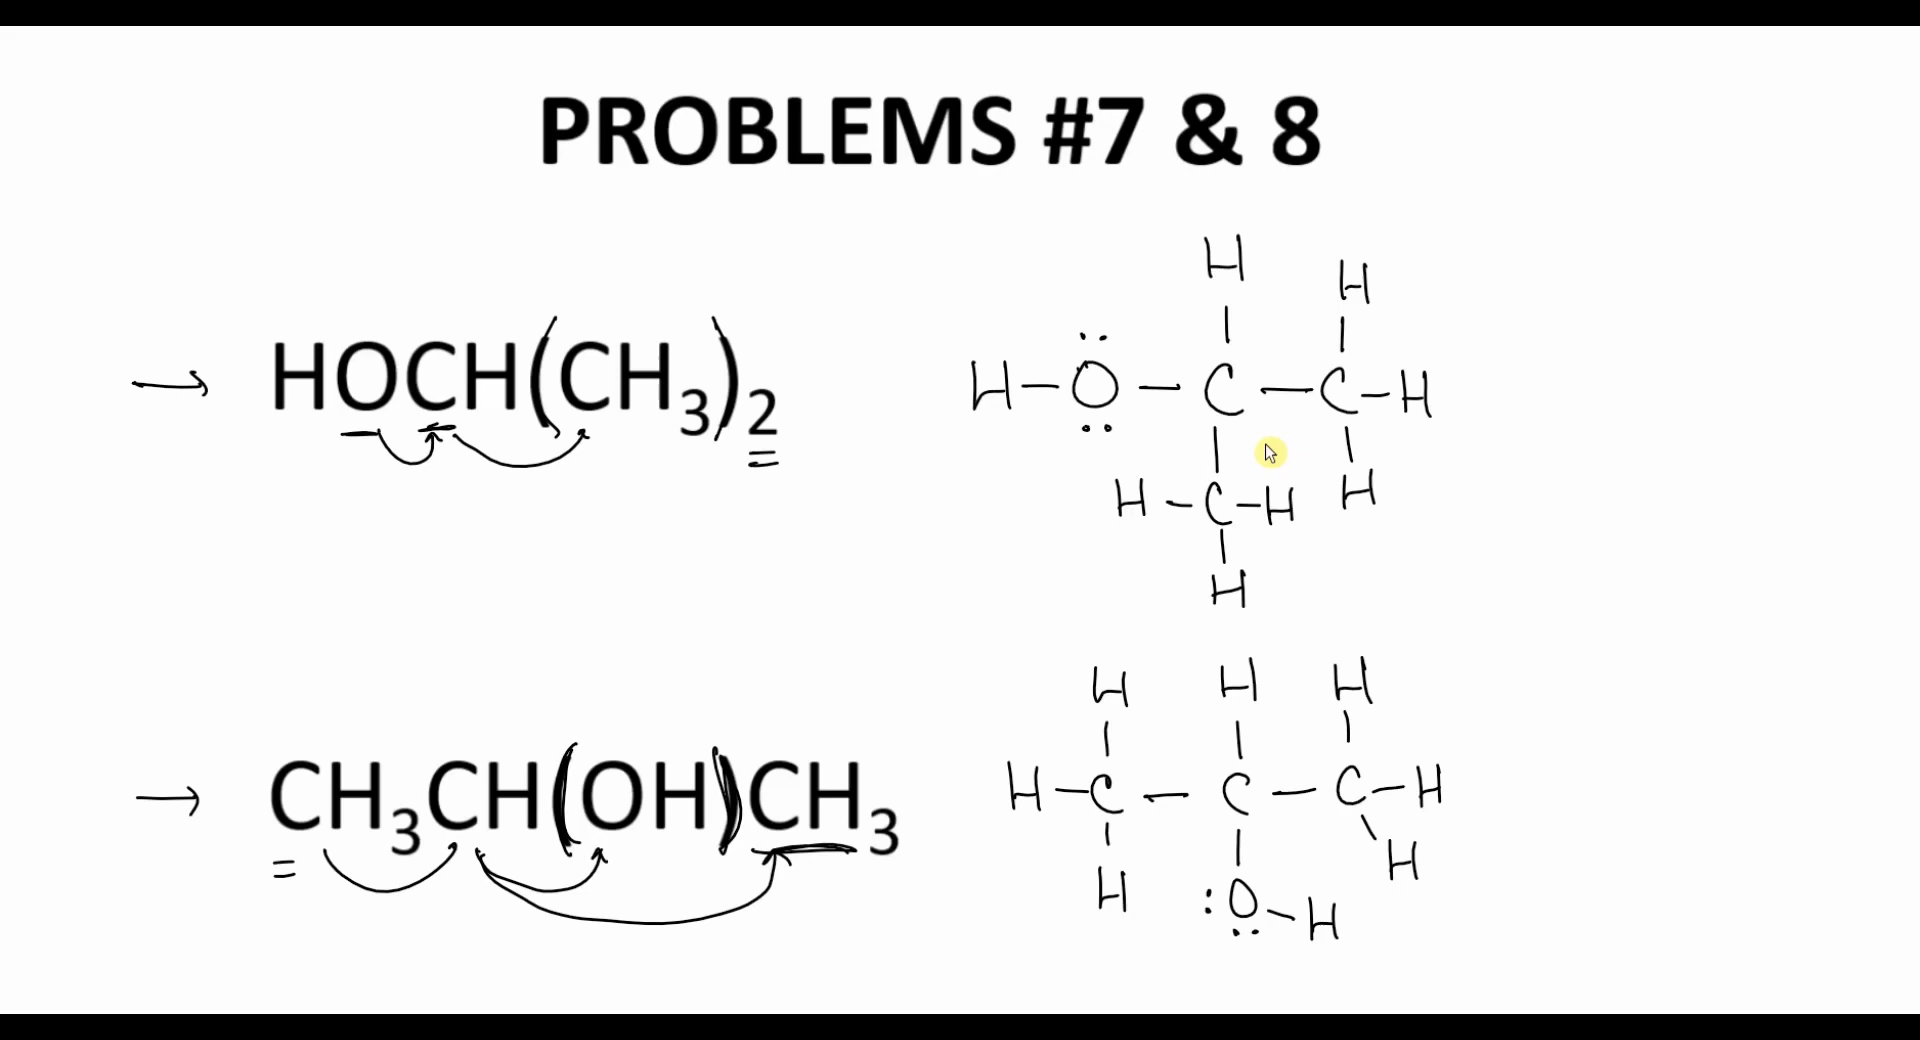 PROBLEMS #7 & 8
HOCH(CH₃)₂
H
H
H—O—C—C—H
H—C—H H
H
CH₃CH(OH)CH₃
H H H
H—C—C—C—H
H
H
:O—H